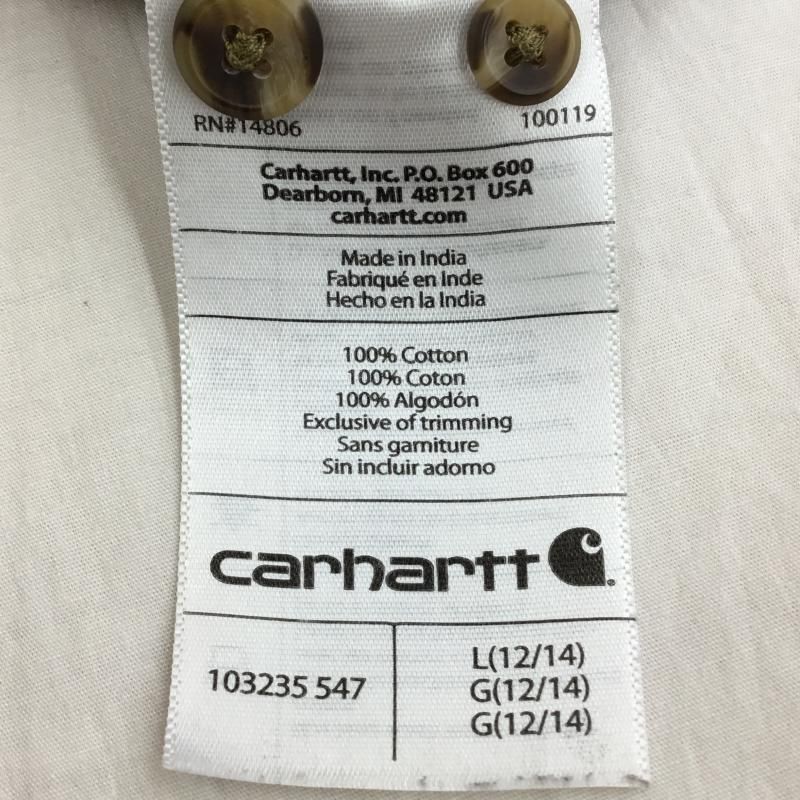 RN#14806 100119
Carhartt, Inc. P.O. Box 600
Dearborn, MI 48121 USA
carhartt.com
Made in India
Fabriqué en Inde
Hecho en la India
100% Cotton
100% Coton
100% Algodón
Exclusive of trimming
Sans garniture
Sin incluir adorno
carhartt
103235 547
L(12/14)
G(12/14)
G(12/14)